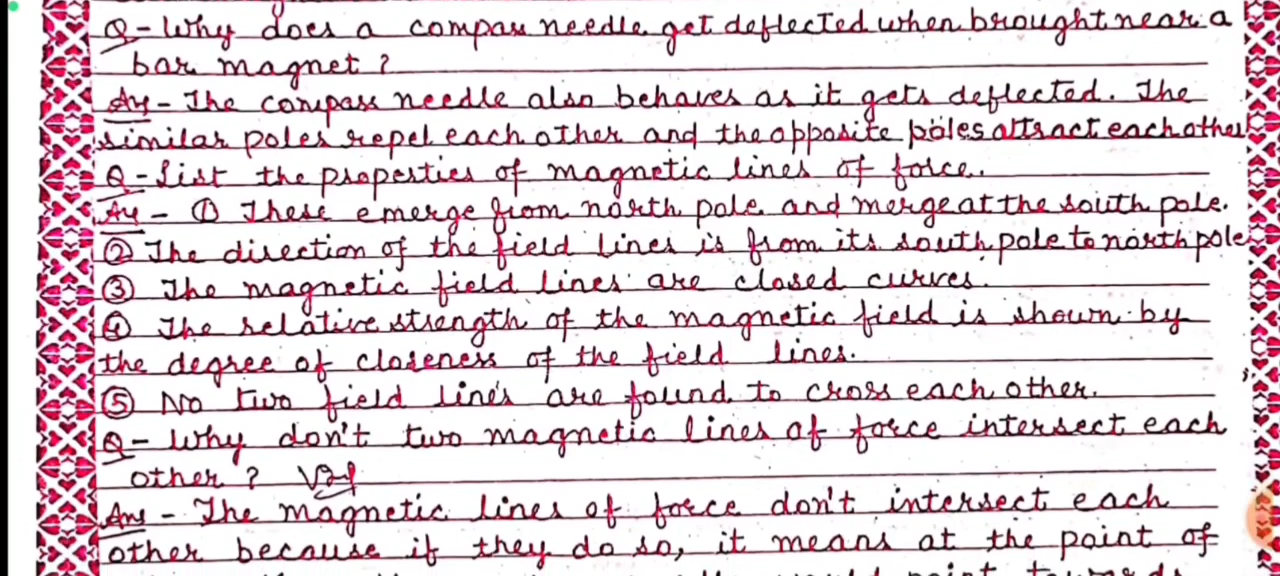 Q - Why does a compass needle get deflected when brought near a
bar magnet ?
Ans - The compass needle also behaves as it gets deflected. The
similar poles repel each other and the opposite poles attract each other
Q - List the properties of magnetic lines of force.
Ans - ① These emerge from north pole and merge at the south pole.
② The direction of the field lines is from its south pole to north pole
③ The magnetic field lines are closed curves.
④ The relative strength of the magnetic field is shown by
the degree of closeness of the field lines.
⑤ No two field lines are found to cross each other.
Q - Why don't two magnetic lines of force intersect each
other ?
Ans - The magnetic lines of force don't intersect each
other because if they do so, it means at the point of
point towards